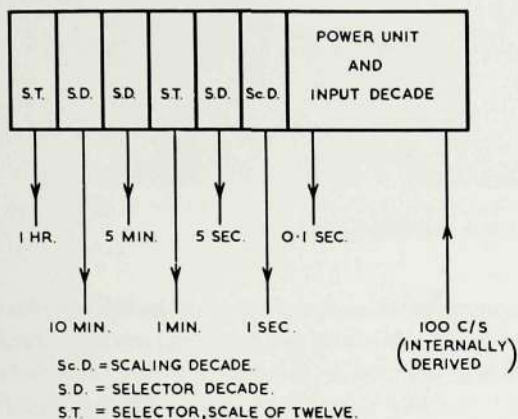 POWER UNIT
AND
INPUT DECADE
S.T. S.D. S.D. S.T. S.D. Sc.D.
1 HR. 5 MIN. 5 SEC. 0·1 SEC.
10 MIN. 1 MIN. 1 SEC. 100 C/S
(INTERNALLY
DERIVED)
Sc.D. = SCALING DECADE.
S.D. = SELECTOR DECADE.
S.T. = SELECTOR, SCALE OF TWELVE.